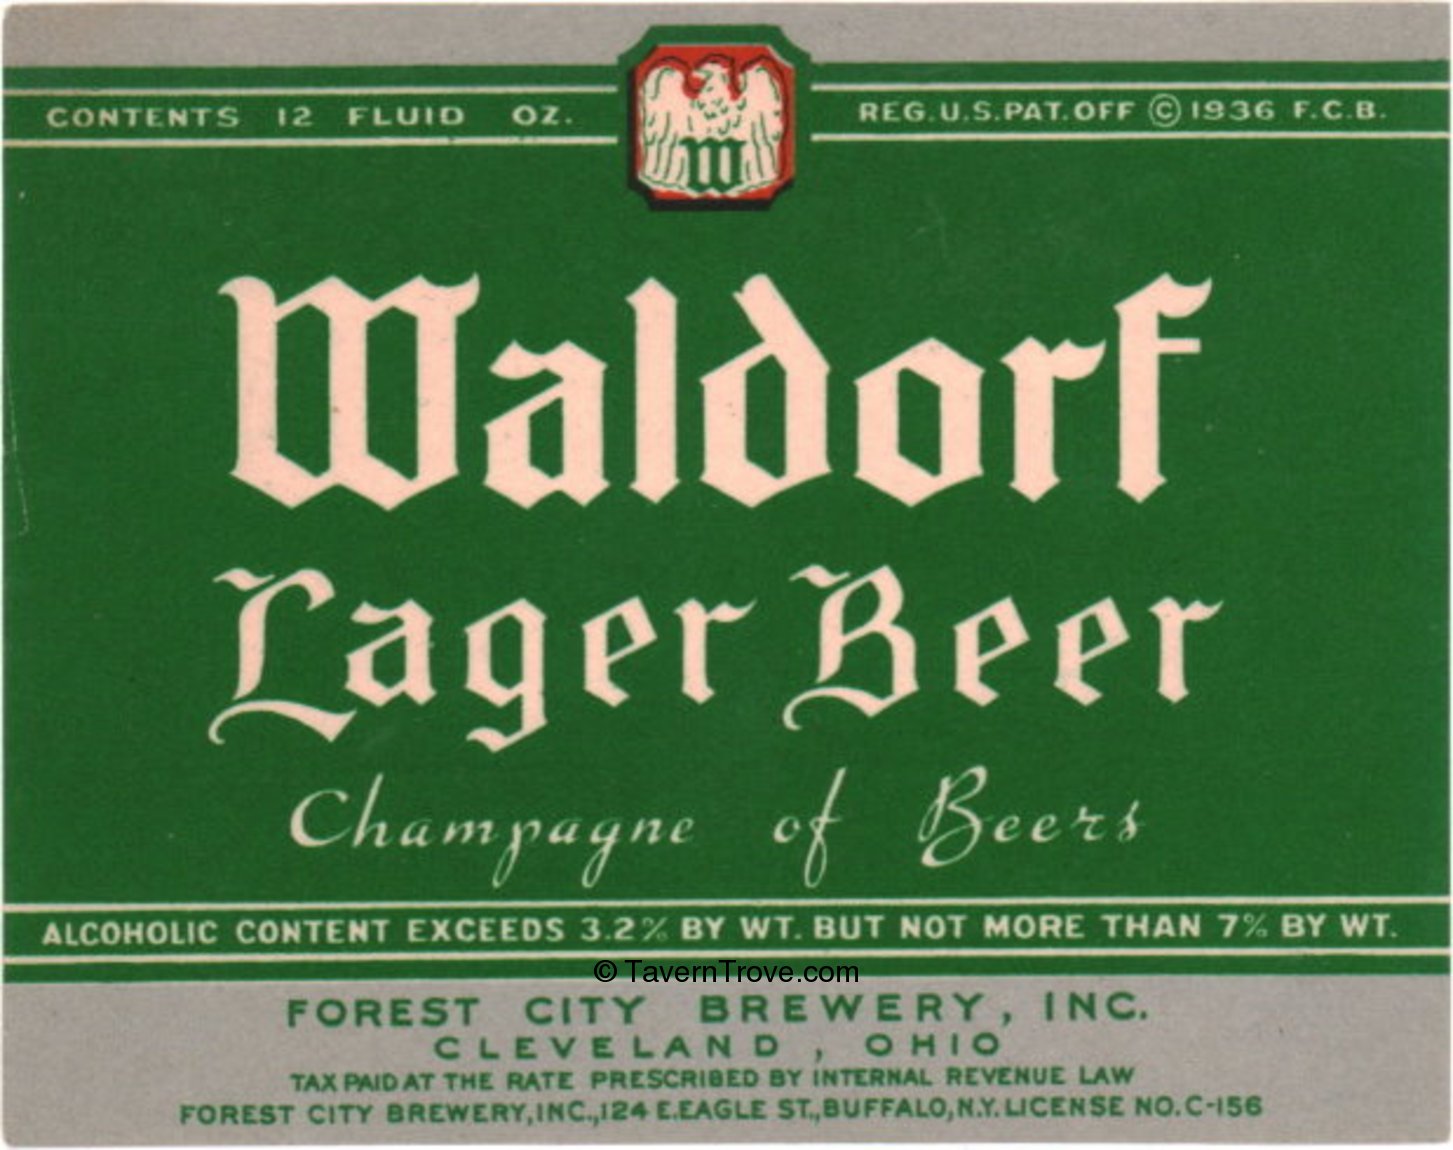 CONTENTS 12 FLUID OZ.
W
REG. U.S. PAT. OFF © 1936 F.C.B.
Waldorf
Lager Beer
Champagne of Beers
ALCOHOLIC CONTENT EXCEEDS 3.2% BY WT. BUT NOT MORE THAN 7% BY WT.
© TavernTrove.com
FOREST CITY BREWERY, INC.
CLEVELAND, OHIO
TAX PAID AT THE RATE PRESCRIBED BY INTERNAL REVENUE LAW
FOREST CITY BREWERY, INC., 124 E. EAGLE ST., BUFFALO, N.Y. LICENSE NO. C-156